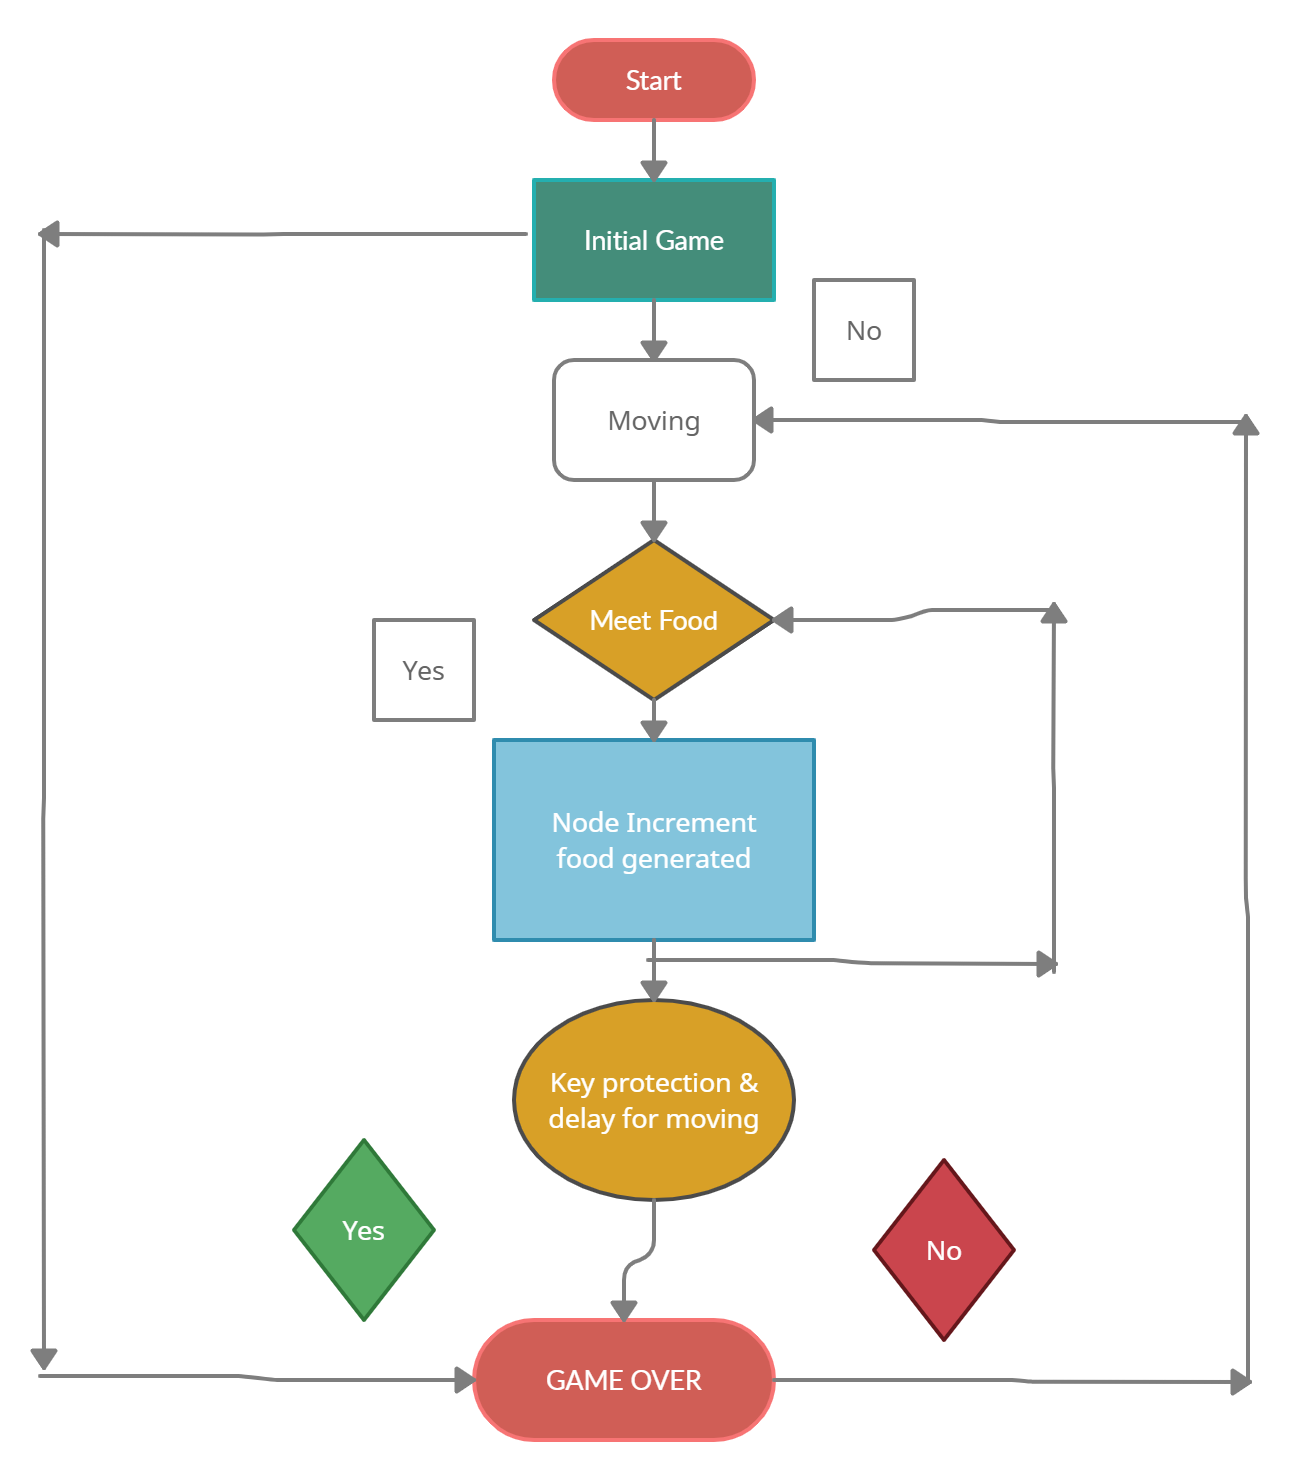 Start
Initial Game
No
Moving
Meet Food
Yes
Node Increment
food generated
Key protection &
delay for moving
Yes
No
GAME OVER